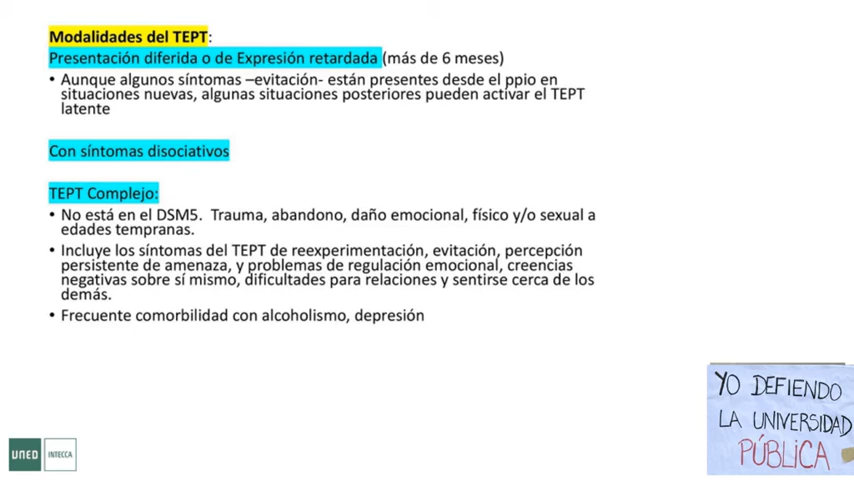 Modalidades del TEPT:
Presentación diferida o de Expresión retardada (más de 6 meses)
• Aunque algunos síntomas –evitación- están presentes desde el ppio en
situaciones nuevas, algunas situaciones posteriores pueden activar el TEPT
latente
Con síntomas disociativos
TEPT Complejo:
• No está en el DSM5. Trauma, abandono, daño emocional, físico y/o sexual a
edades tempranas.
• Incluye los síntomas del TEPT de reexperimentación, evitación, percepción
persistente de amenaza, y problemas de regulación emocional, creencias
negativas sobre sí mismo, dificultades para relaciones y sentirse cerca de los
demás.
• Frecuente comorbilidad con alcoholismo, depresión
YO DEFIENDO
LA UNIVERSIDAD
PÚBLICA
UNED INTECCA